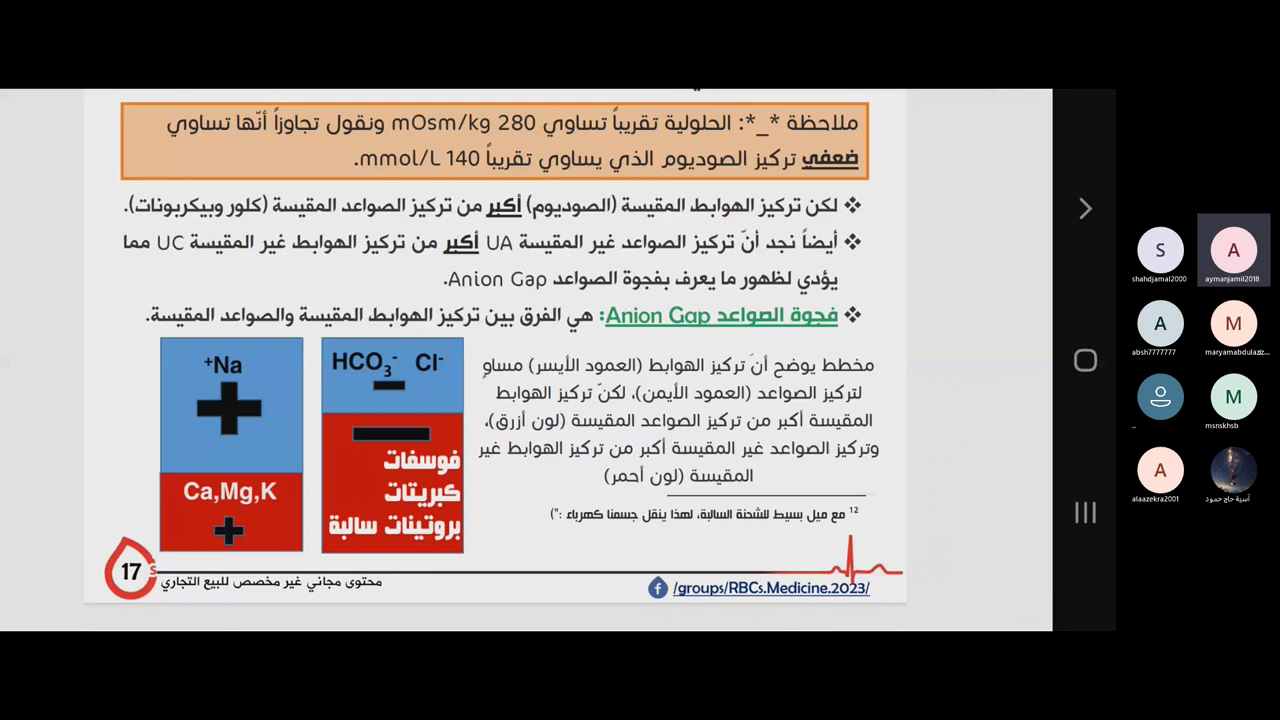 ملاحظة *_*: الحلولية تقريباً تساوي 280 mOsm/kg ونقول تجاوزاً أنّها تساوي
ضعفي تركيز الصوديوم الذي يساوي تقريباً 140 mmol/L.
❖ لكن تركيز الهوابط المقيسة (الصوديوم) أكبر من تركيز الصواعد المقيسة (كلور وبيكربونات).
❖ أيضاً نجد أنّ تركيز الصواعد غير المقيسة UA أكبر من تركيز الهوابط غير المقيسة UC مما
يؤدي لظهور ما يعرف بفجوة الصواعد Anion Gap.
❖ فجوة الصواعد Anion Gap: هي الفرق بين تركيز الهوابط المقيسة والصواعد المقيسة.
مخطط يوضح أنَ تركيز الهوابط (العمود الأيسر) مساوٍ
لتركيز الصواعد (العمود الأيمن)، لكنّ تركيز الهوابط
المقيسة أكبر من تركيز الصواعد المقيسة (لون أزرق)،
وتركيز الصواعد غير المقيسة أكبر من تركيز الهوابط غير
المقيسة (لون أحمر)
⁺Na
+
Ca,Mg,K
+
HCO₃⁻ Cl⁻
-
-
فوسفات
كبريتات
بروتينات سالبة
¹² مع ميل بسيط للشحنة السالبة، لهذا ينقل جسمنا كهرباء :")
17
محتوى مجاني غير مخصص للبيع التجاري
/groups/RBCs.Medicine.2023/
S
shahdjamal2000
A
aymanjamil2018
A
absh7777777
M
maryamabdulaziz...
..
M
msnskhsb
A
alaazekra2001
آسية حاج حمود